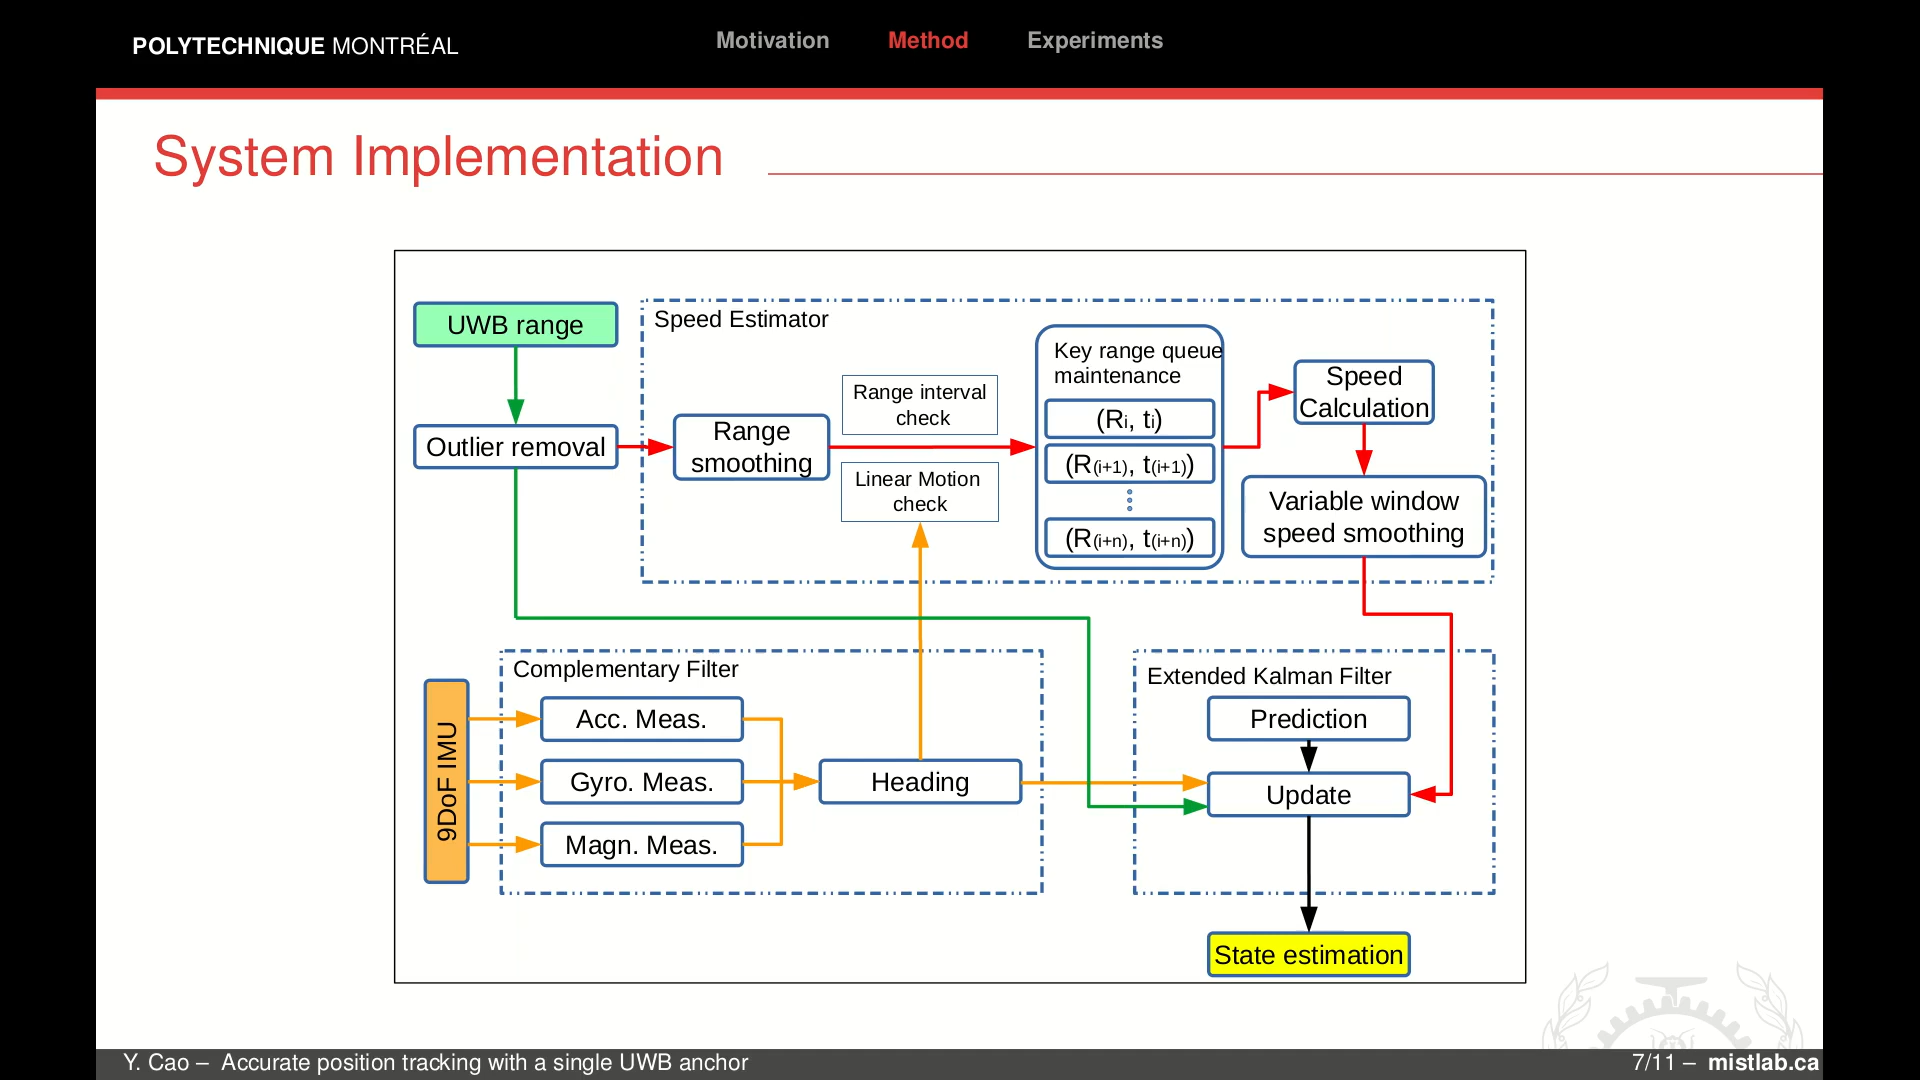 POLYTECHNIQUE MONTRÉAL
Motivation
Method
Experiments
System Implementation
UWB range
Outlier removal
Speed Estimator
Range
smoothing
Range interval
check
Linear Motion
check
Key range queue
maintenance
(Ri, ti)
(R(i+1), t(i+1))
(R(i+n), t(i+n))
Speed
Calculation
Variable window
speed smoothing
9DoF IMU
Complementary Filter
Acc. Meas.
Gyro. Meas.
Magn. Meas.
Heading
Extended Kalman Filter
Prediction
Update
State estimation
Y. Cao – Accurate position tracking with a single UWB anchor
7/11 – mistlab.ca